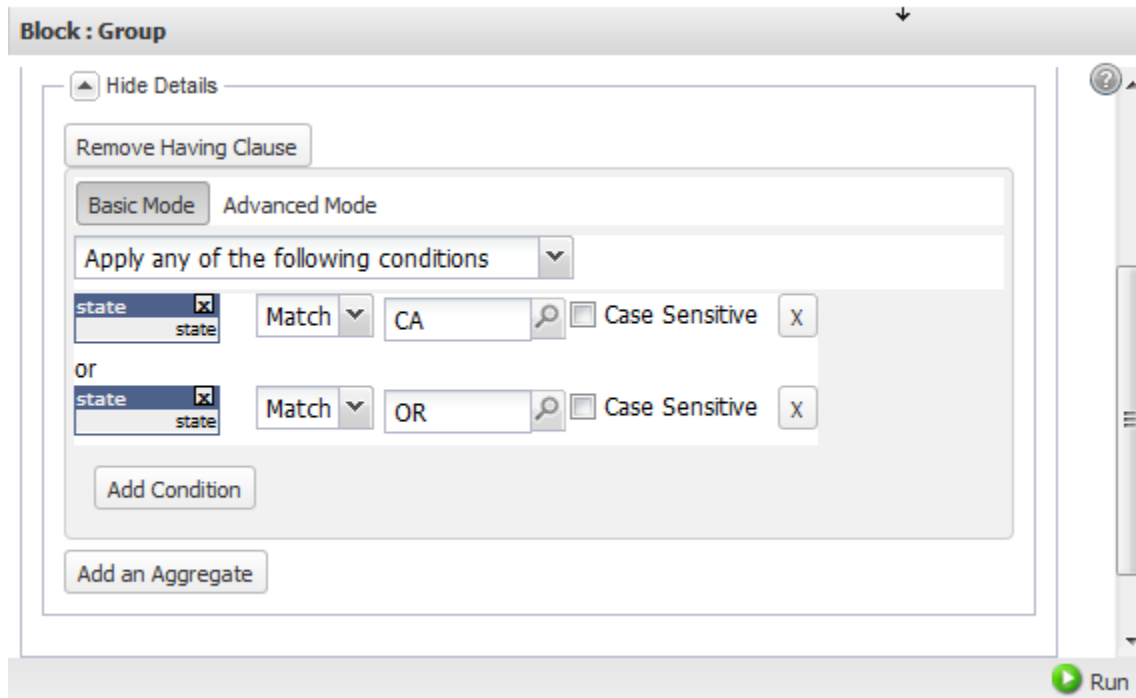 Block : Group
Hide Details
Remove Having Clause
Basic Mode Advanced Mode
Apply any of the following conditions
state x
state
Match CA Case Sensitive x
or
state x
state
Match OR Case Sensitive x
Add Condition
Add an Aggregate
Run